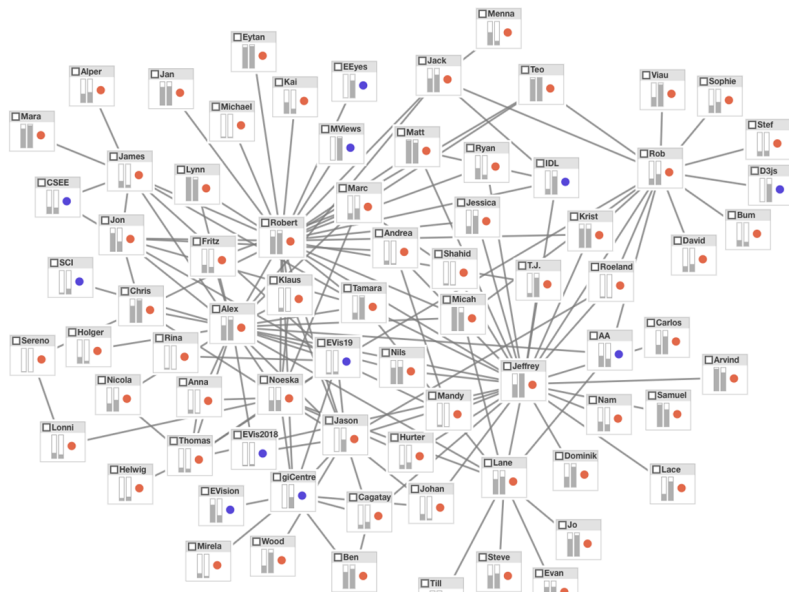 Menna
Eytan
Jack
EEyes
Teo
Alper
Jan
Kai
Viau
Sophie
Mara
Michael
MViews
Matt
Stef
Ryan
IDL
Rob
James
Lynn
D3js
CSEE
Marc
Jessica
Jon
Robert
Krist
Bum
Fritz
Andrea
Shahid
David
SCI
T.J.
Roeland
Klaus
Chris
Tamara
Micah
Alex
Holger
Rina
EVis19
AA
Carlos
Sereno
Nils
Arvind
Nicola
Anna
Noeska
Jeffrey
Mandy
Nam
Samuel
Lonni
Thomas
EVis2018
Jason
Hurter
Helwig
Lane
Dominik
Lace
EVision
giCentre
Cagatay
Johan
Mirela
Wood
Ben
Jo
Steve
Till
Evan